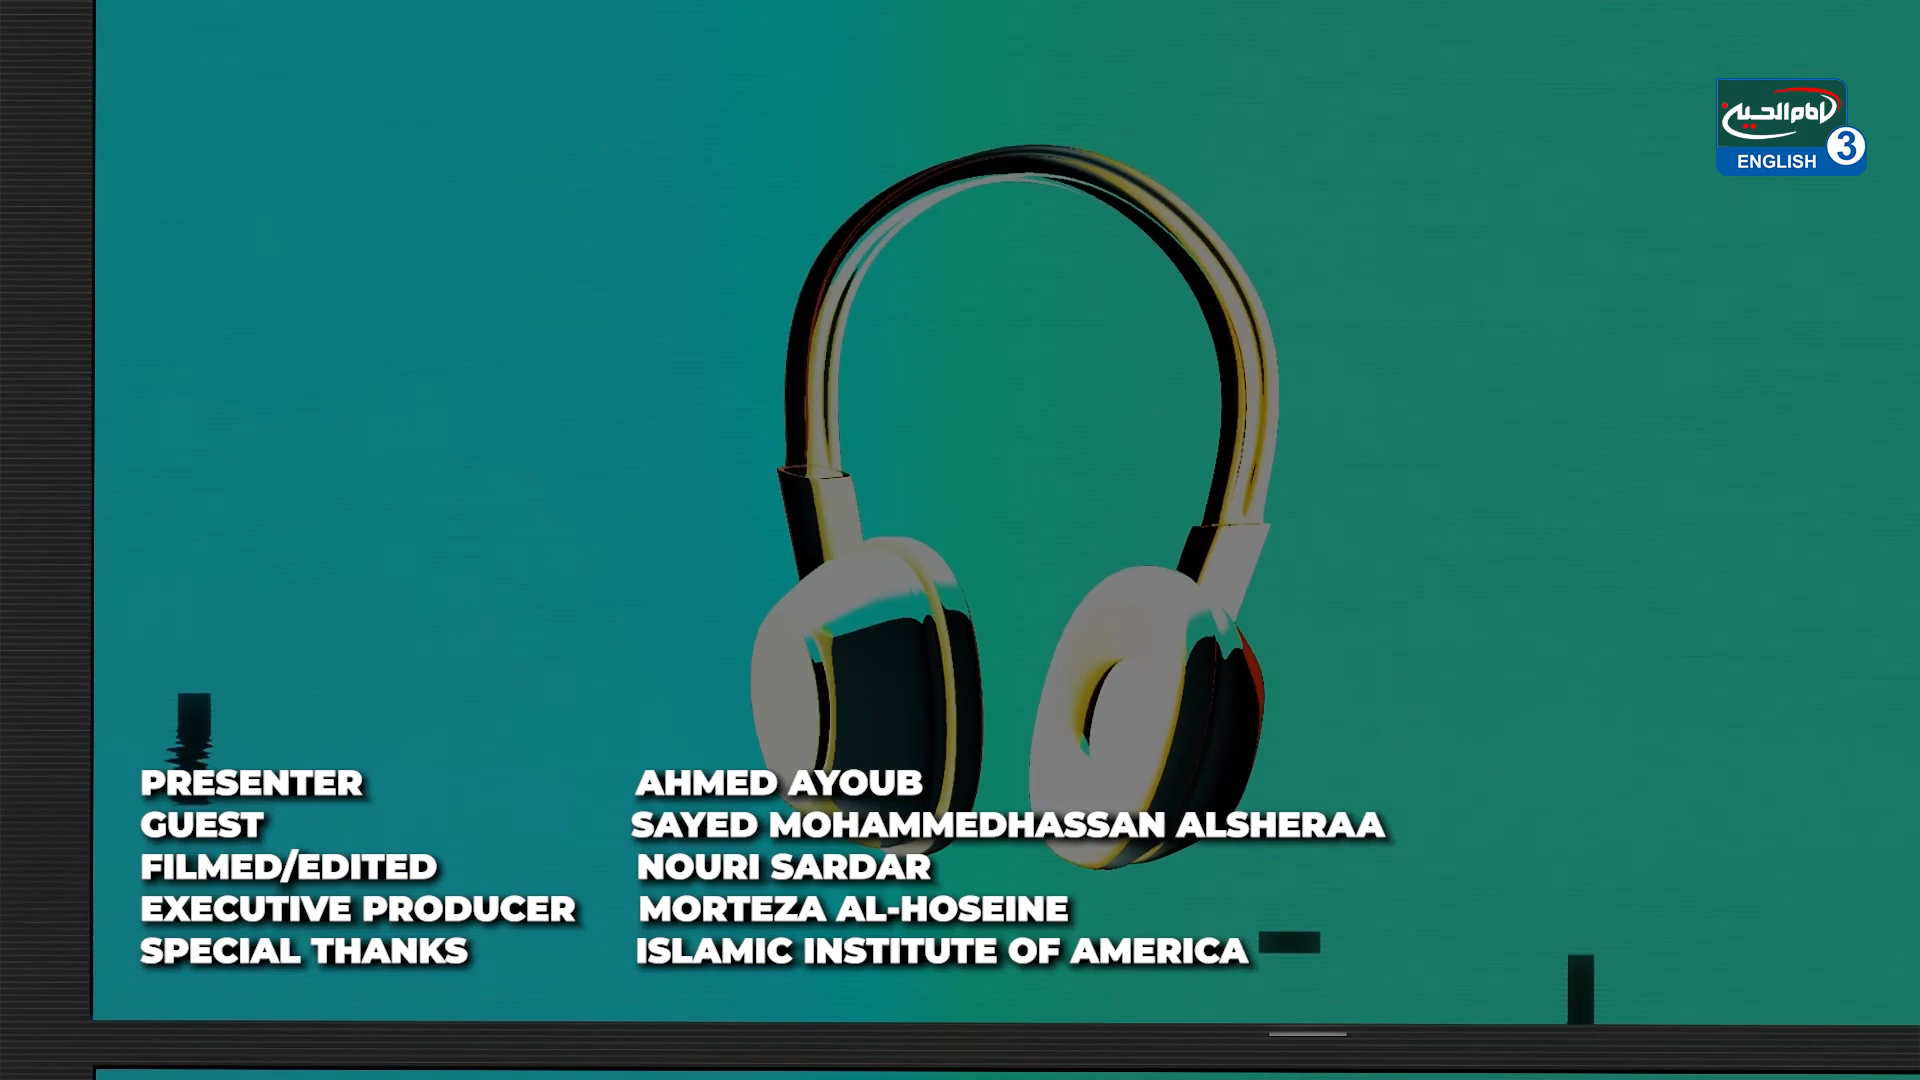 الإمام الحسين
3
ENGLISH
PRESENTER AHMED AYOUB
GUEST SAYED MOHAMMEDHASSAN ALSHERAA
FILMED/EDITED NOURI SARDAR
EXECUTIVE PRODUCER MORTEZA AL-HOSEINE
SPECIAL THANKS ISLAMIC INSTITUTE OF AMERICA